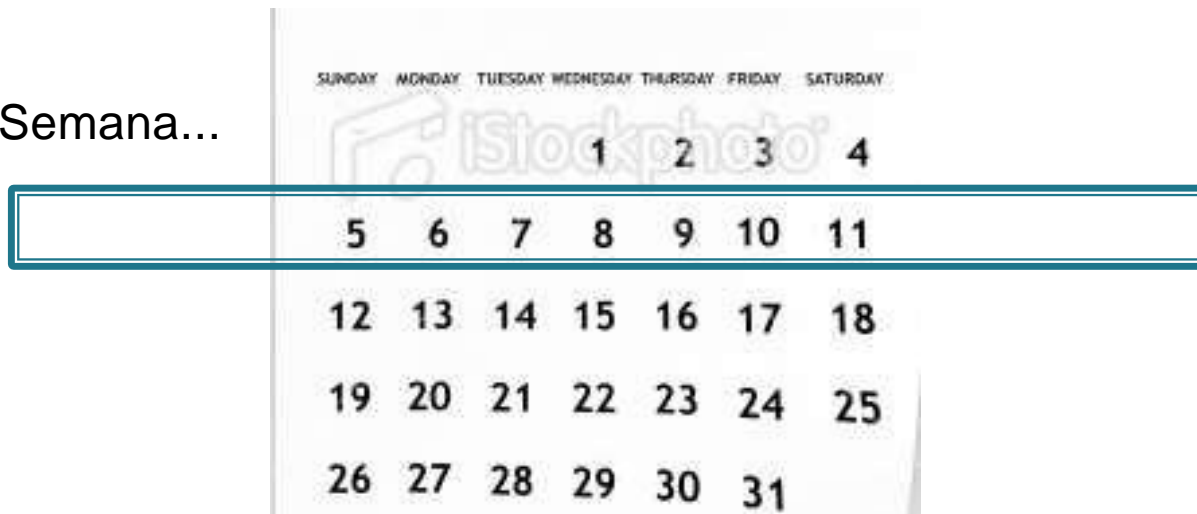 SUNDAY MONDAY TUESDAY WEDNESDAY THURSDAY FRIDAY SATURDAY
Semana...
iStockphoto
1 2 3 4
5 6 7 8 9 10 11
12 13 14 15 16 17 18
19 20 21 22 23 24 25
26 27 28 29 30 31